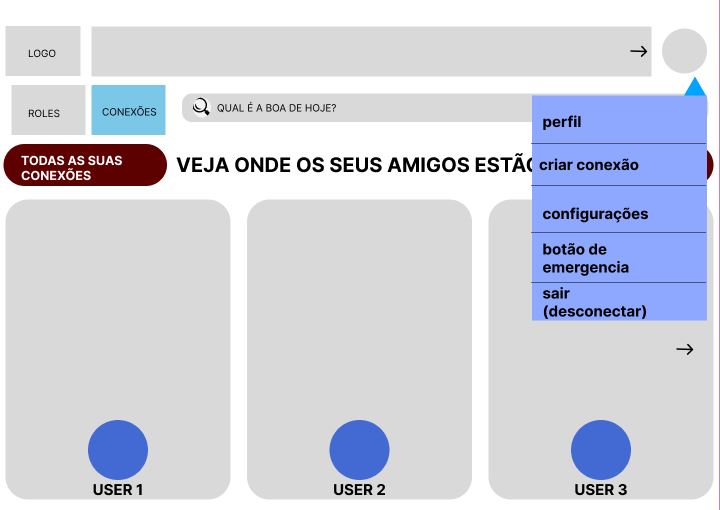 LOGO
ROLES
CONEXÕES
QUAL É A BOA DE HOJE?
perfil
TODAS AS SUAS
CONEXÕES
VEJA ONDE OS SEUS AMIGOS
criar conexão
configurações
botão de
emergencia
sair
(desconectar)
USER 1
USER 2
USER 3